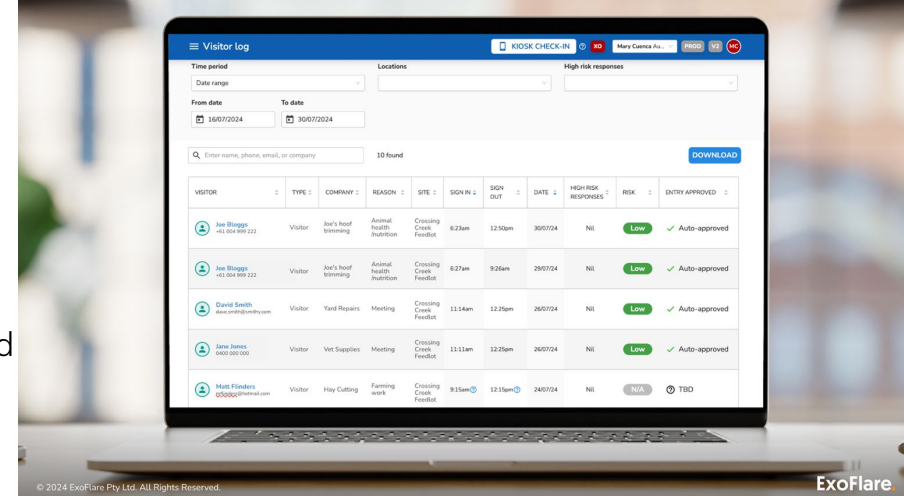 Visitor log
KIOSK CHECK-IN
XO
Mary Cuenca Au...
PROD
V2
MC
Time period
Locations
High risk responses
Date range
From date
To date
16/07/2024
30/07/2024
Enter name, phone, email, or company
10 found
DOWNLOAD
VISITOR TYPE COMPANY REASON SITE SIGN IN SIGN OUT DATE HIGH RISK RESPONSES RISK ENTRY APPROVED
Joe Bloggs +61 004 999 222 Visitor Joe's hoof trimming Animal health /nutrition Crossing Creek Feedlot 6:23am 12:50pm 30/07/24 Nil Low Auto-approved
Joe Bloggs +61 004 999 222 Visitor Joe's hoof trimming Animal health /nutrition Crossing Creek Feedlot 6:27am 9:26am 29/07/24 Nil Low Auto-approved
David Smith dave.smith@smithy.com Visitor Yard Repairs Meeting Crossing Creek Feedlot 11:14am 12:25pm 26/07/24 Nil Low Auto-approved
Jane Jones 0400 000 000 Visitor Vet Supplies Meeting Crossing Creek Feedlot 11:11am 12:25pm 26/07/24 Nil Low Auto-approved
Matt Flinders Visitor Hay Cutting Farming work Crossing Creek Feedlot 9:15am 12:15pm 24/07/24 Nil N/A TBD
d
© 2024 ExoFlare Pty Ltd. All Rights Reserved.
ExoFlare.